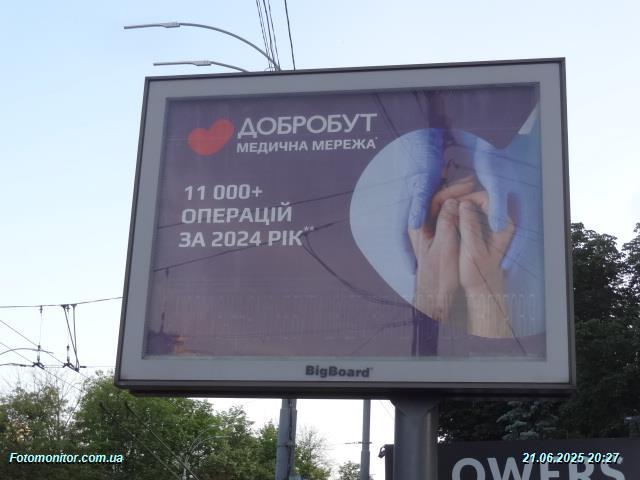 ДОБРОБУТ
МЕДИЧНА МЕРЕЖА*
11 000+
ОПЕРАЦІЙ
ЗА 2024 РІК**
BigBoard
OWERS
Fotomonitor.com.ua
21.06.2025 20:27